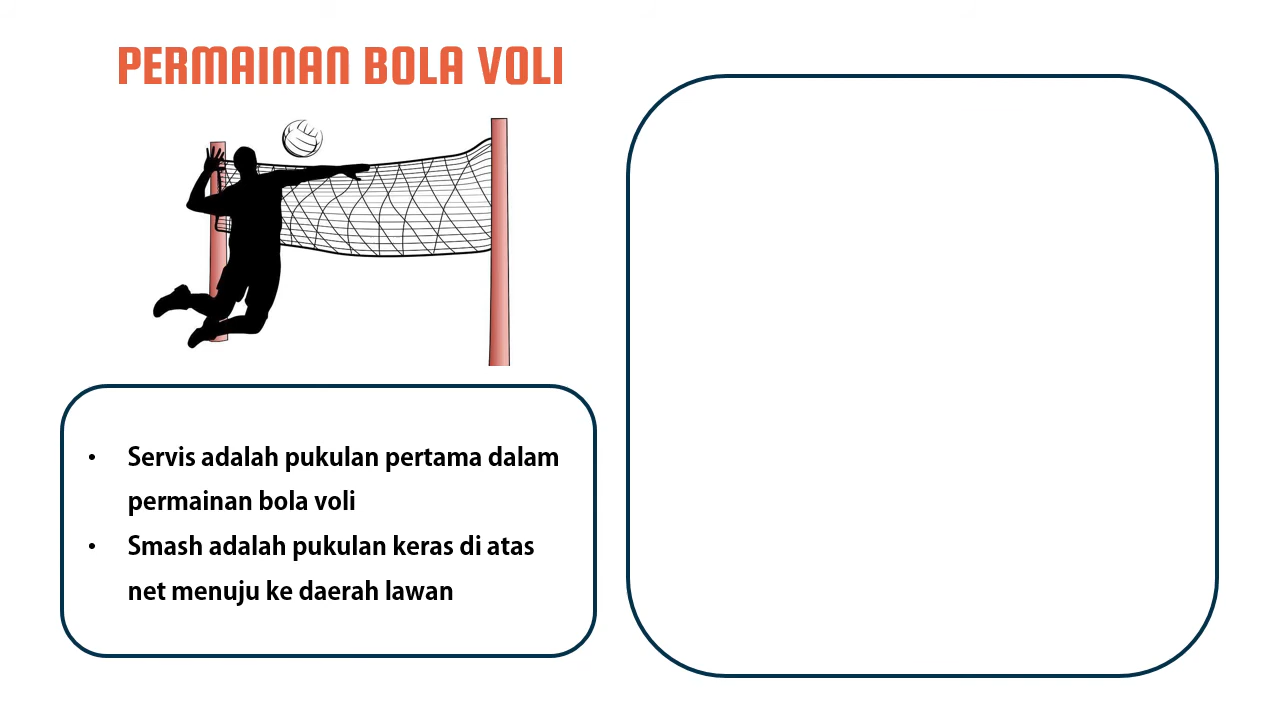 PERMAINAN BOLA VOLI
• Servis adalah pukulan pertama dalam
permainan bola voli
• Smash adalah pukulan keras di atas
net menuju ke daerah lawan